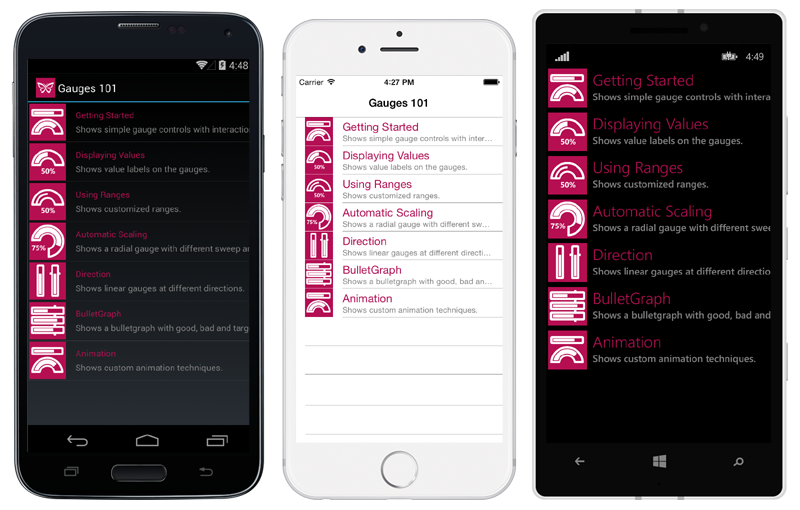 4:48
Gauges 101
Getting Started
Shows simple gauge controls with interaction
50%
Displaying Values
Shows value labels on the gauges.
50%
Using Ranges
Shows customized ranges.
75%
Automatic Scaling
Shows a radial gauge with different sweep an
Direction
Shows linear gauges at different directions.
BulletGraph
Shows a bulletgraph with good, bad and targ
Animation
Shows custom animation techniques.
Carrier 4:27 PM
Gauges 101
Getting Started
Shows simple gauge controls with inter...
50%
Displaying Values
Shows value labels on the gauges.
50%
Using Ranges
Shows customized ranges.
75%
Automatic Scaling
Shows a radial gauge with different sw...
Direction
Shows linear gauges at different directi...
BulletGraph
Shows a bulletgraph with good, bad an...
Animation
Shows custom animation techniques.
4:49
Getting Started
Shows simple gauge controls with intera
50%
Displaying Values
Shows value labels on the gauges.
50%
Using Ranges
Shows customized ranges.
75%
Automatic Scaling
Shows a radial gauge with different swee
Direction
Shows linear gauges at different directio
BulletGraph
Shows a bulletgraph with good, bad and
Animation
Shows custom animation techniques.